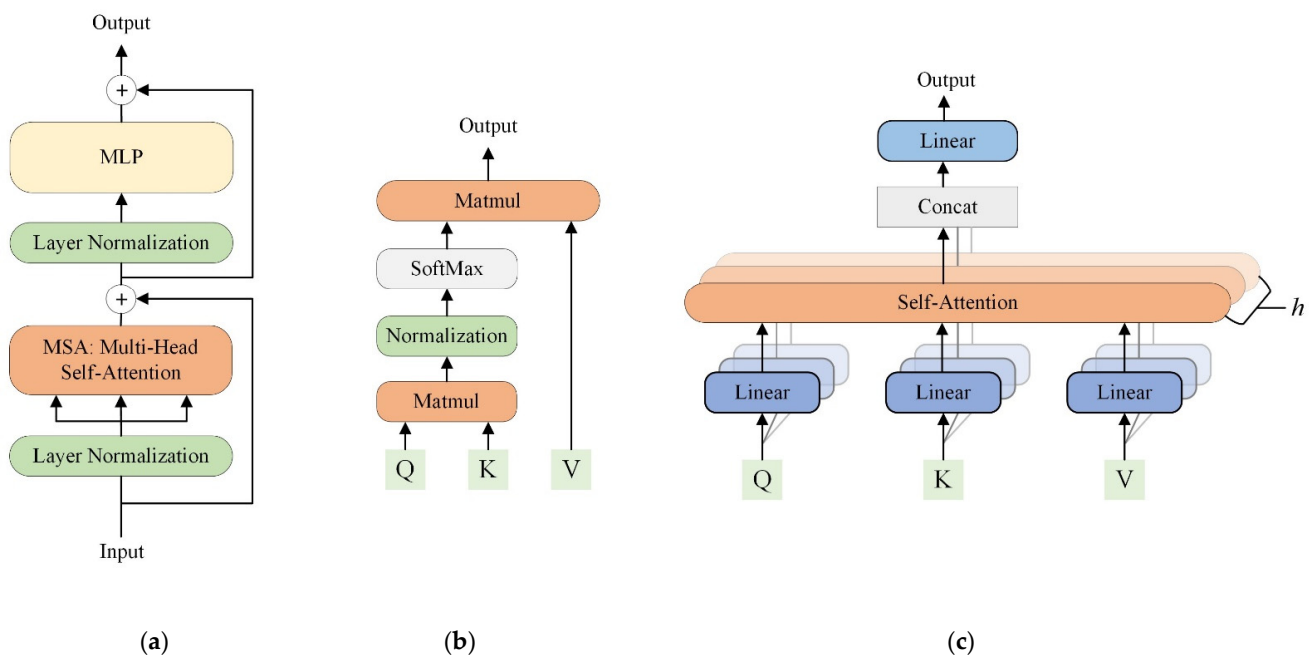 Output
+
MLP
Layer Normalization
+
MSA: Multi-Head
Self-Attention
Layer Normalization
Input
(a)
Output
Matmul
SoftMax
Normalization
Matmul
Q K V
(b)
Output
Linear
Concat
Self-Attention
h
Linear Linear Linear
Q K V
(c)